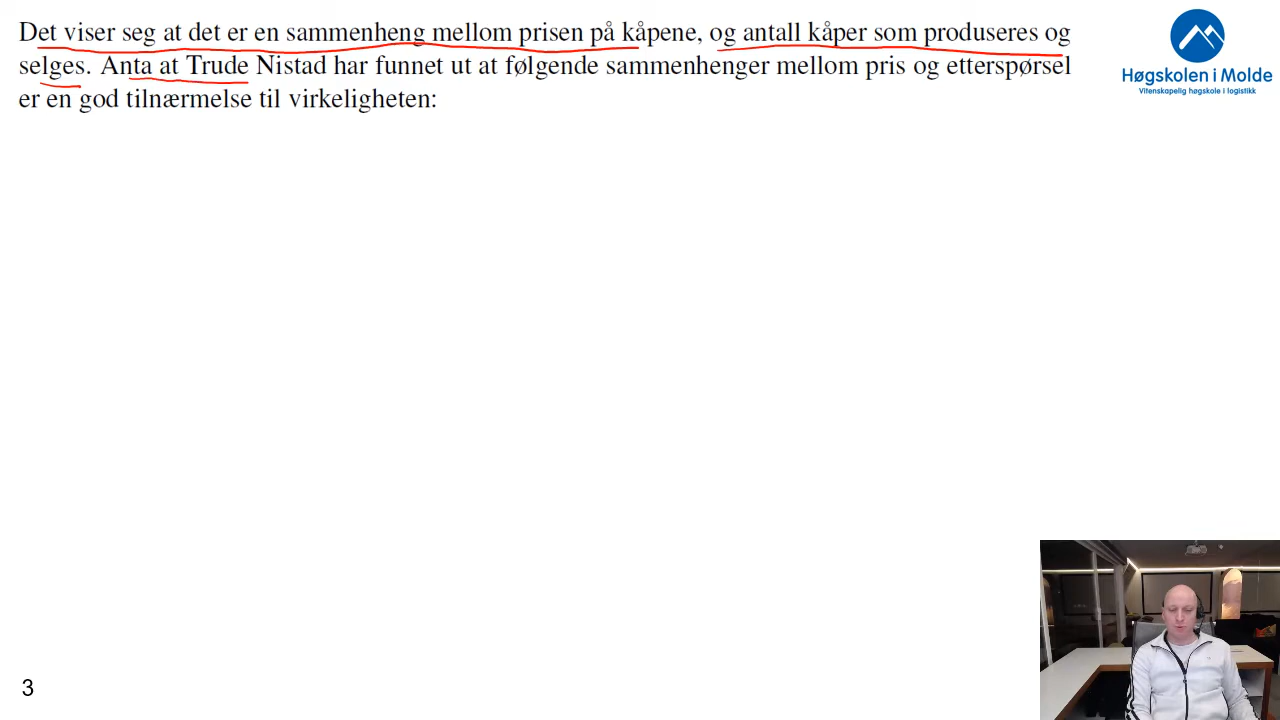 Det viser seg at det er en sammenheng mellom prisen på kåpene, og antall kåper som produseres og
selges. Anta at Trude Nistad har funnet ut at følgende sammenhenger mellom pris og etterspørsel
er en god tilnærmelse til virkeligheten:
Høgskolen i Molde
Vitenskapelig høgskole i logistikk
3